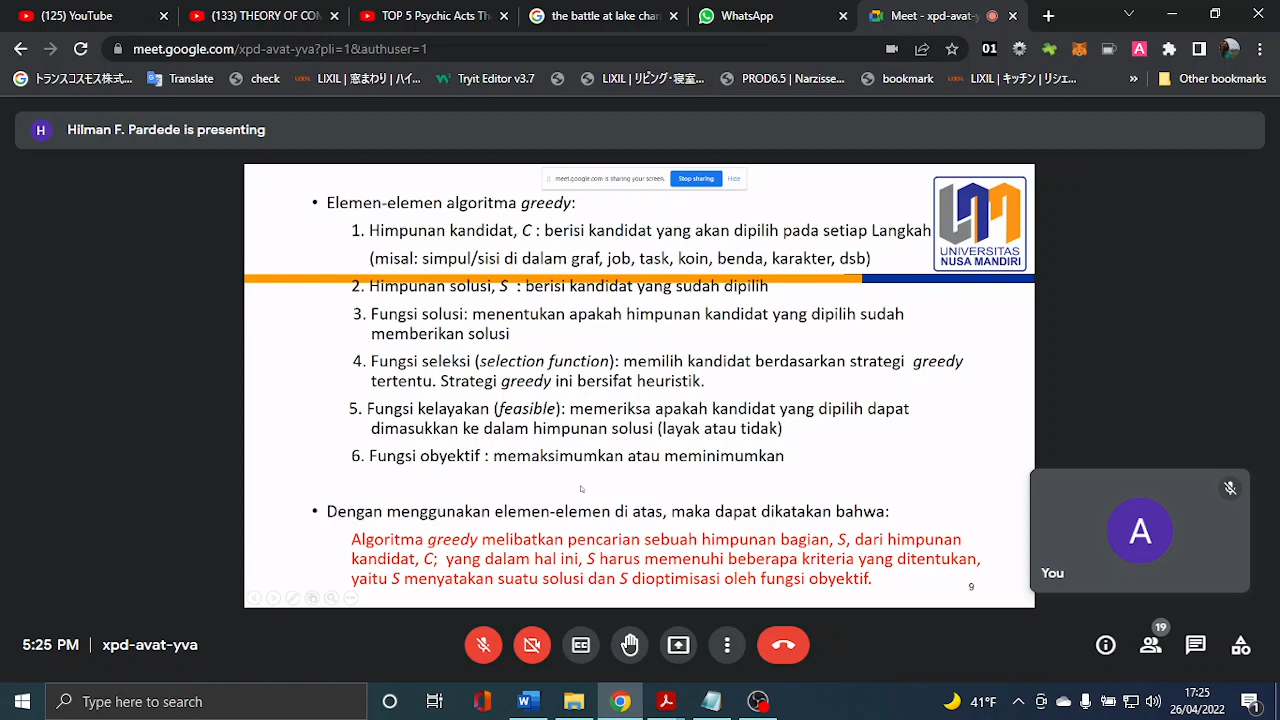 (125) YouTube
(133) THEORY OF CON
TOP 5 Psych Facts Th
the battle at lake chan
WhatsApp
Meet - xpd-avat-y
meet.google.com/xpd-avat-yva?pli=1&authuser=1
トランスコスモス株式...
Translate
check
LIXIL | 窓まわり / ハイ...
Tryit Editor v3.7
LIXIL | リビング・寝室...
PROD6.5 | Narzisse...
bookmark
LIXIL | キッチン | リシェ...
Other bookmarks
H
Hilman F. Pardede is presenting
meet.google.com is sharing your screen.
Stop sharing
Hide
• Elemen-elemen algoritma greedy:
1. Himpunan kandidat, C : berisi kandidat yang akan dipilih pada setiap Langkah
(misal: simpul/sisi di dalam graf, job, task, koin, benda, karakter, dsb)
UNIVERSITAS
NUSA MANDIRI
2. Himpunan solusi, S : berisi kandidat yang sudah dipilih
3. Fungsi solusi: menentukan apakah himpunan kandidat yang dipilih sudah
memberikan solusi
4. Fungsi seleksi (selection function): memilih kandidat berdasarkan strategi greedy
tertentu. Strategi greedy ini bersifat heuristik.
5. Fungsi kelayakan (feasible): memeriksa apakah kandidat yang dipilih dapat
dimasukkan ke dalam himpunan solusi (layak atau tidak)
6. Fungsi obyektif : memaksimumkan atau meminimumkan
• Dengan menggunakan elemen-elemen di atas, maka dapat dikatakan bahwa:
Algoritma greedy melibatkan pencarian sebuah himpunan bagian, S, dari himpunan
kandidat, C; yang dalam hal ini, S harus memenuhi beberapa kriteria yang ditentukan,
yaitu S menyatakan suatu solusi dan S dioptimisasi oleh fungsi obyektif.
9
A
You
5:25 PM | xpd-avat-yva
19
Type here to search
41°F
17:25
26/04/2022